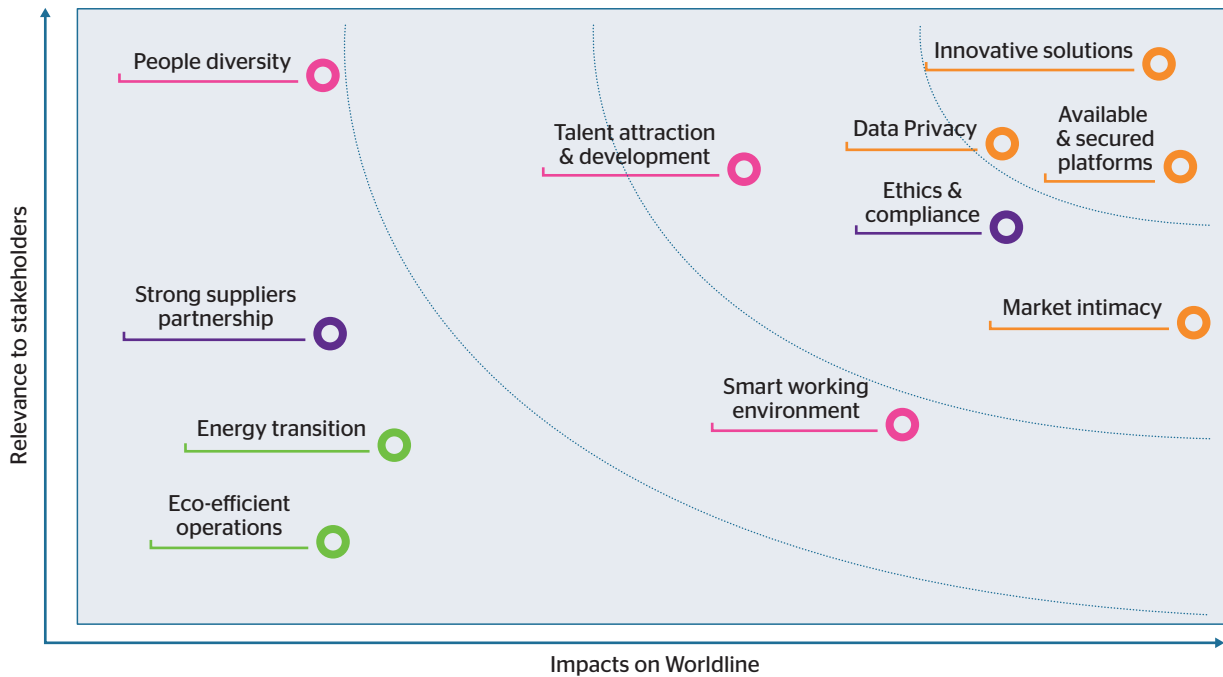 Relevance to stakeholders
People diversity
Innovative solutions
Talent attraction
& development
Data Privacy
Available
& secured
platforms
Ethics &
compliance
Strong suppliers
partnership
Market intimacy
Smart working
environment
Energy transition
Eco-efficient
operations
Impacts on Worldline